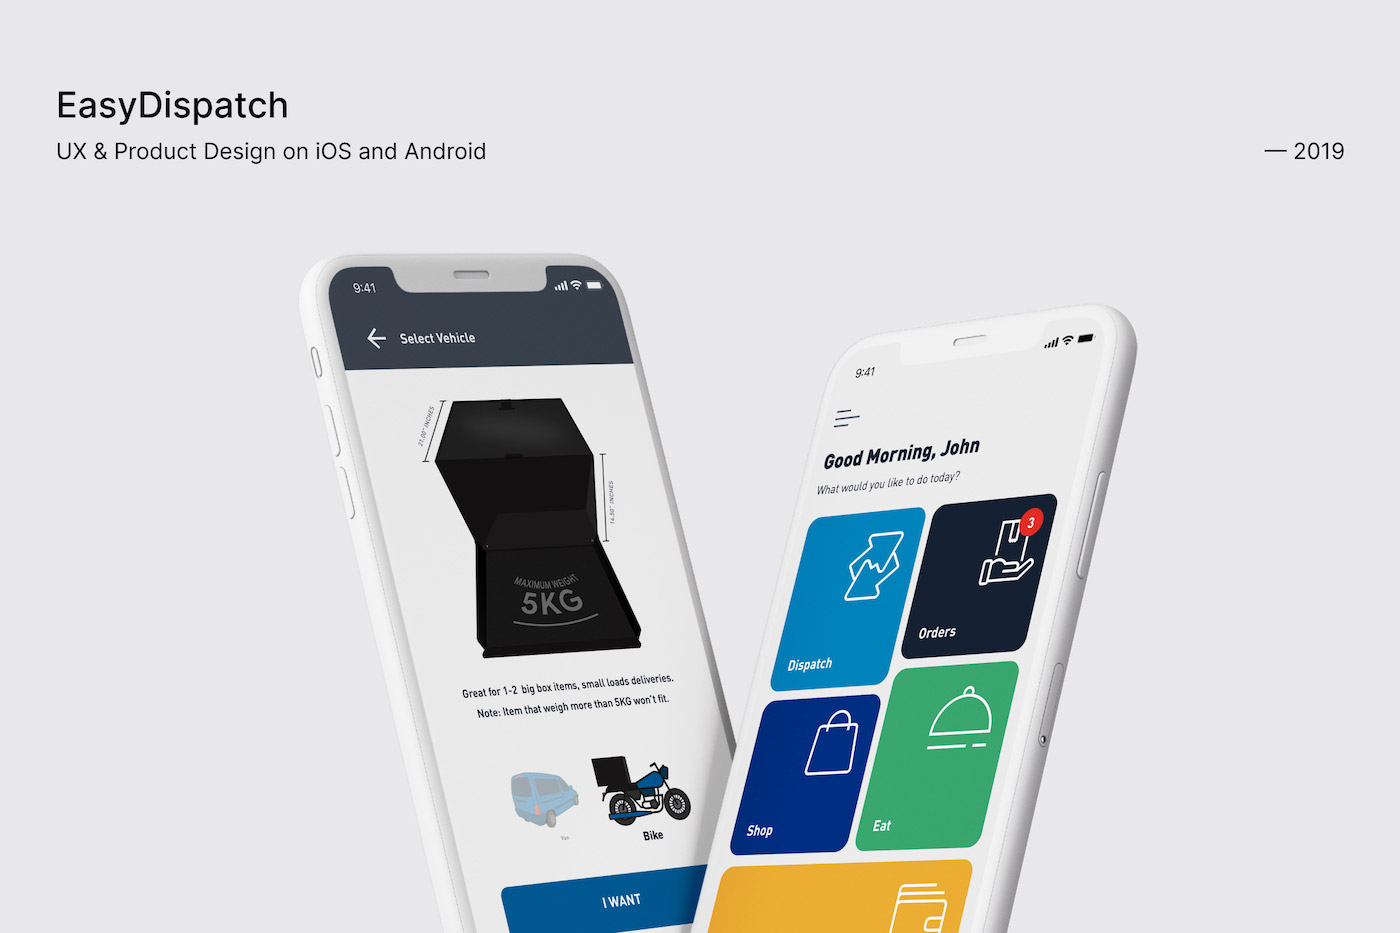 EasyDispatch
UX & Product Design on iOS and Android
— 2019
9:41
Select Vehicle
21.00" INCHES
14.50" INCHES
MAXIMUM WEIGHT
5KG
Great for 1-2 big box items, small loads deliveries.
Note: Item that weigh more than 5KG won't fit.
Van
Bike
I WANT
9:41
Good Morning, John
What would you like to do today?
Dispatch
3
Orders
Shop
Eat